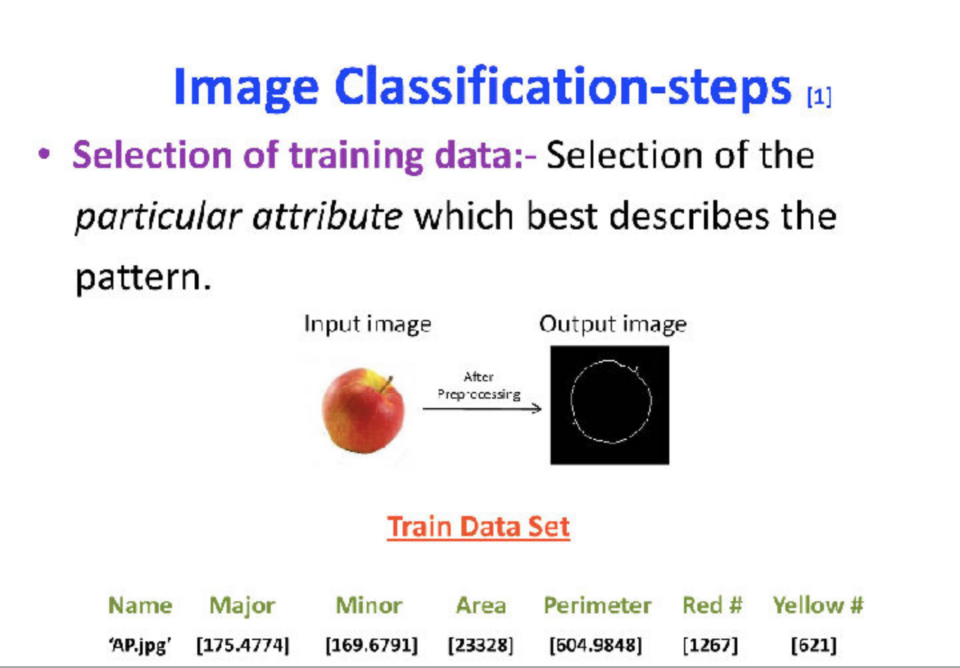 Image Classification-steps [1]
• Selection of training data:- Selection of the
particular attribute which best describes the
pattern.
Input image
Output image
After
Preprocessing
Train Data Set
Name Major Minor Area Perimeter Red # Yellow #
'AP.jpg' [175.4774] [169.6791] [23328] [604.9848] [1267] [621]